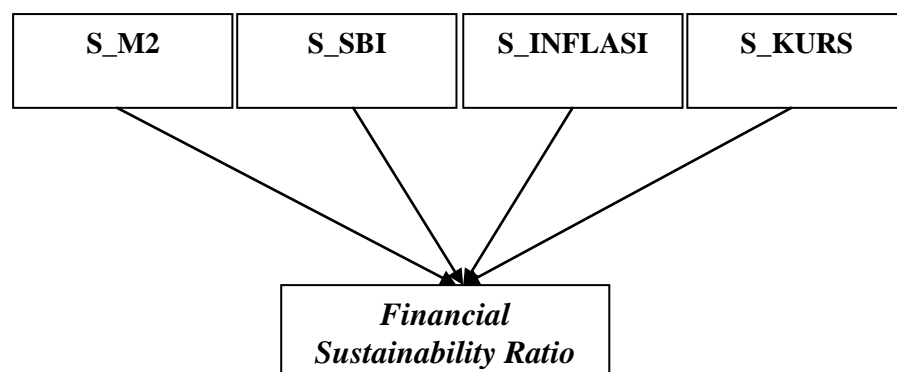 S_M2
S_SBI
S_INFLASI
S_KURS
Financial
Sustainability Ratio